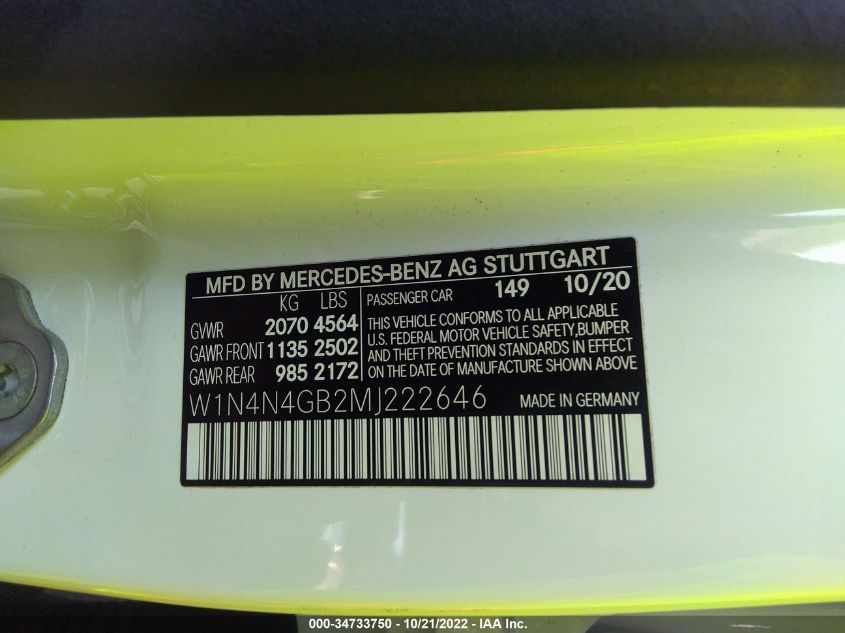 MFD BY MERCEDES-BENZ AG STUTTGART
KG LBS
GVWR 2070 4564
GAWR FRONT 1135 2502
GAWR REAR 985 2172
PASSENGER CAR 149 10/20
THIS VEHICLE CONFORMS TO ALL APPLICABLE
U.S. FEDERAL MOTOR VEHICLE SAFETY,BUMPER
AND THEFT PREVENTION STANDARDS IN EFFECT
ON THE DATE OF MANUFACTURE SHOWN ABOVE
W1N4N4GB2MJ222646 MADE IN GERMANY
000-34733750 - 10/21/2022 - IAA Inc.